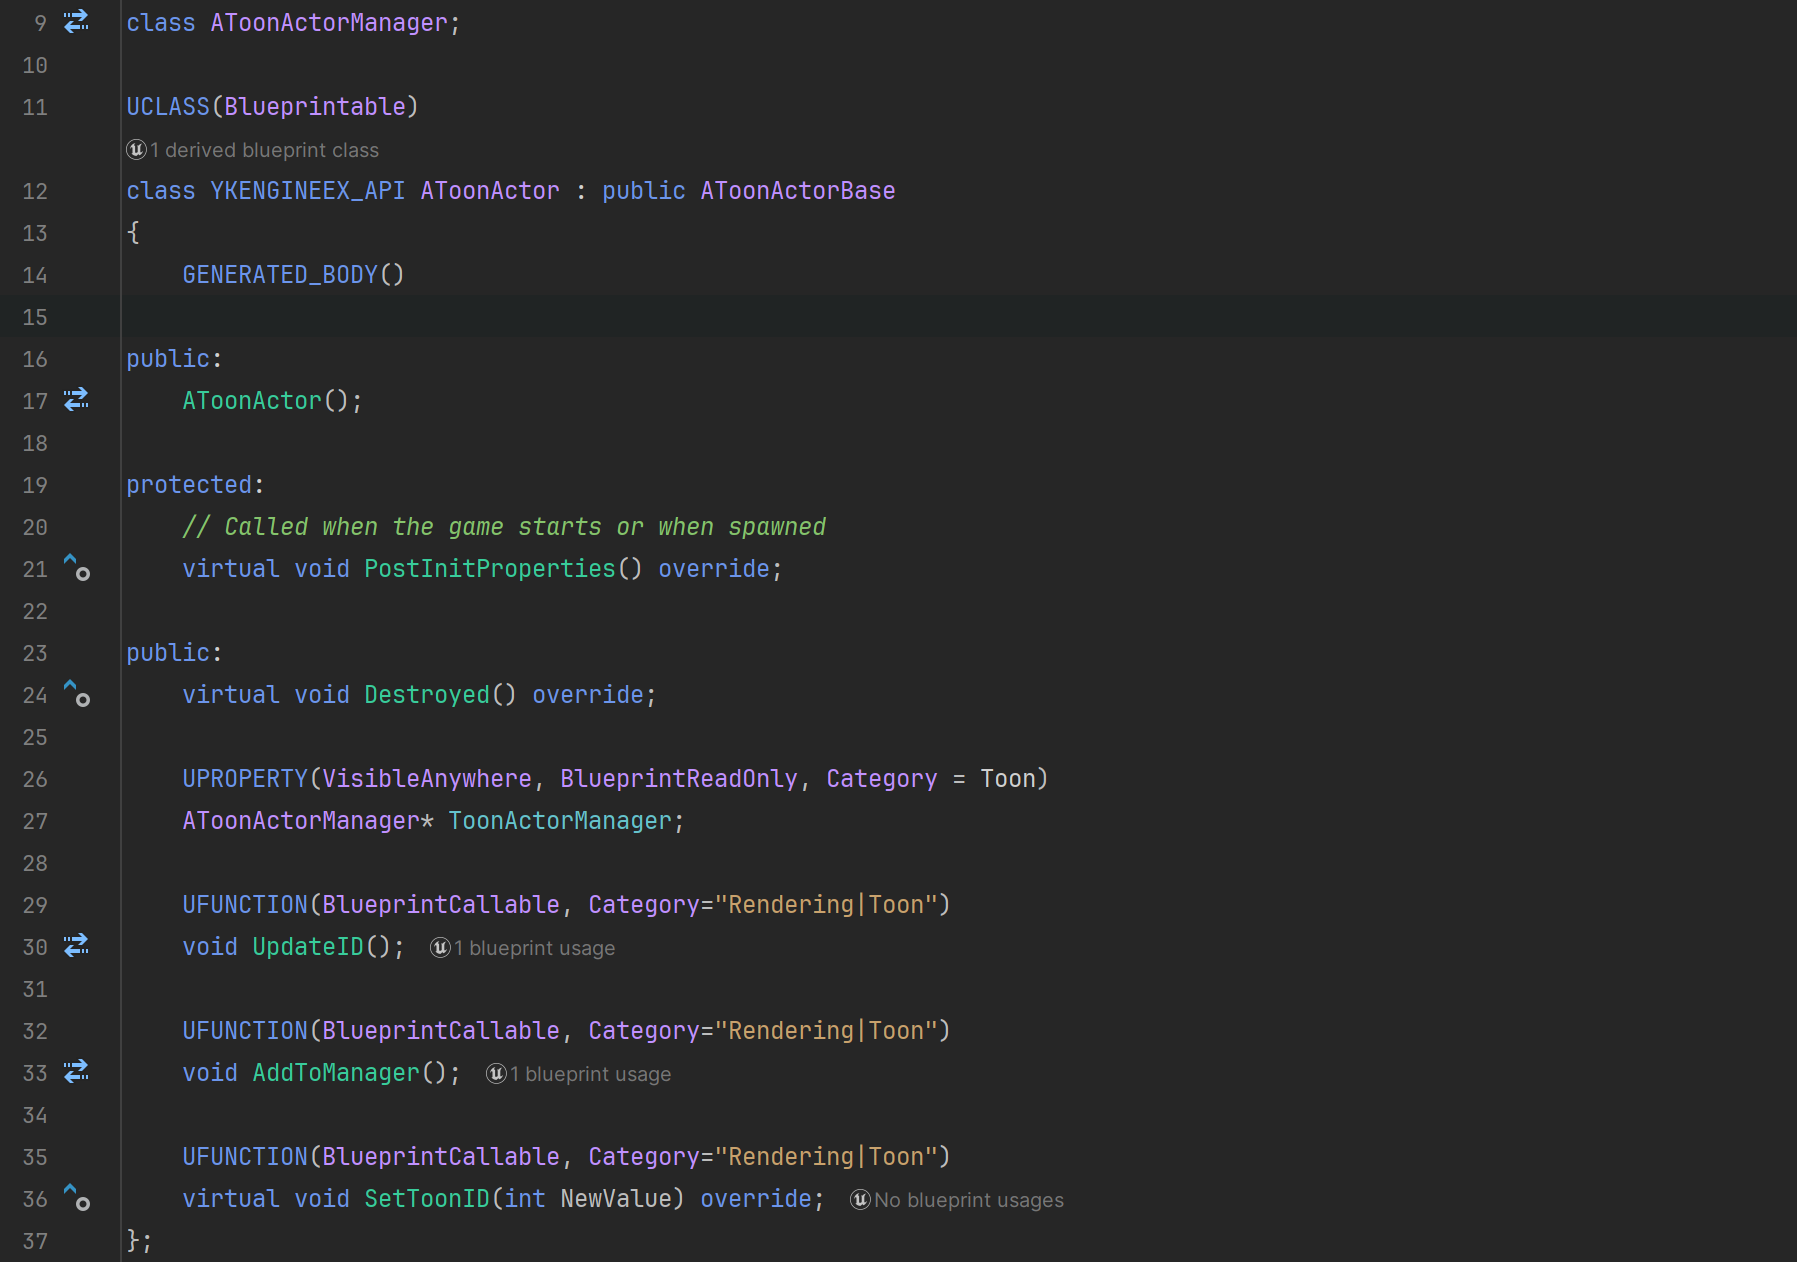 9 class AToonActorManager;
10
11 UCLASS(Blueprintable)
1 derived blueprint class
12 class YKENGINEEX_API AToonActor : public AToonActorBase
13 {
14 GENERATED_BODY()
15
16 public:
17 AToonActor();
18
19 protected:
20 // Called when the game starts or when spawned
21 virtual void PostInitProperties() override;
22
23 public:
24 virtual void Destroyed() override;
25
26 UPROPERTY(VisibleAnywhere, BlueprintReadOnly, Category = Toon)
27 AToonActorManager* ToonActorManager;
28
29 UFUNCTION(BlueprintCallable, Category="Rendering|Toon")
30 void UpdateID(); 1 blueprint usage
31
32 UFUNCTION(BlueprintCallable, Category="Rendering|Toon")
33 void AddToManager(); 1 blueprint usage
34
35 UFUNCTION(BlueprintCallable, Category="Rendering|Toon")
36 virtual void SetToonID(int NewValue) override; No blueprint usages
37 };